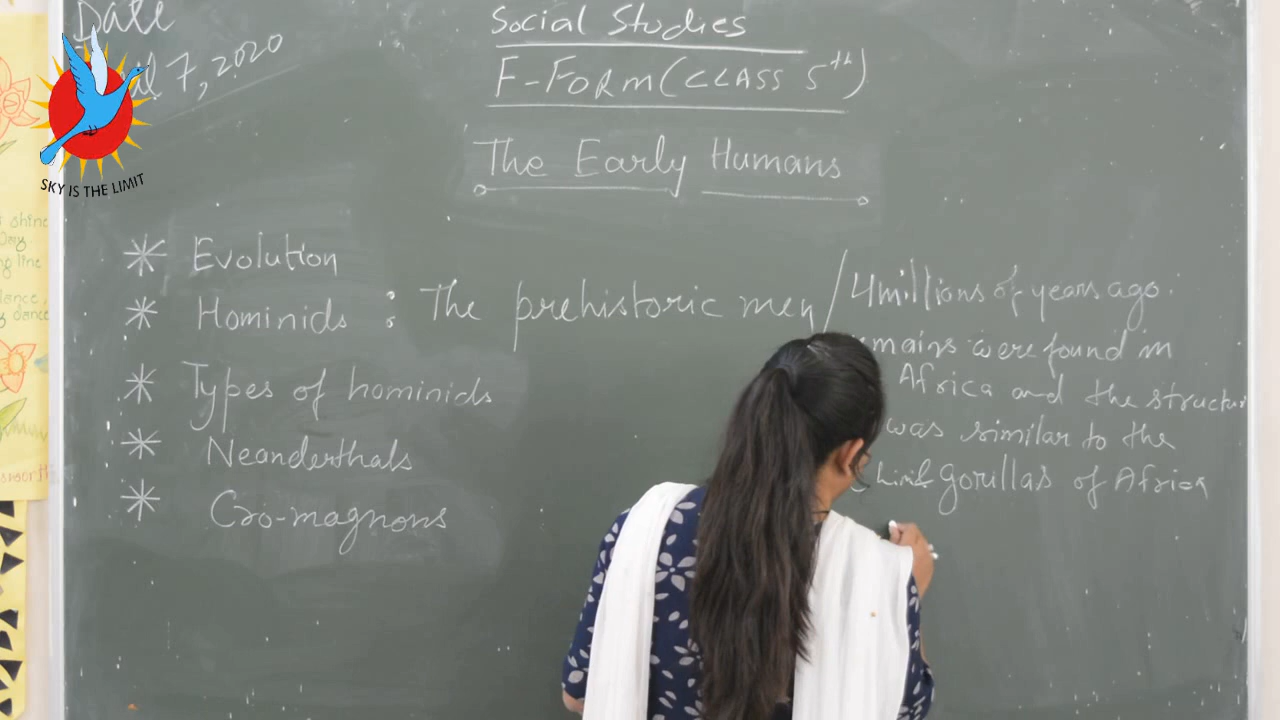 Date
7, 2020
SKY IS THE LIMIT
Social Studies
F-FORM (CLASS 5th)
The Early Humans
Evolution
Hominids : The prehistoric men /
Types of hominids
Neanderthals
Cro-magnons
4 millions of years ago.
were found in
Africa and the
was similar to the
gorillas of Africa
shine
line